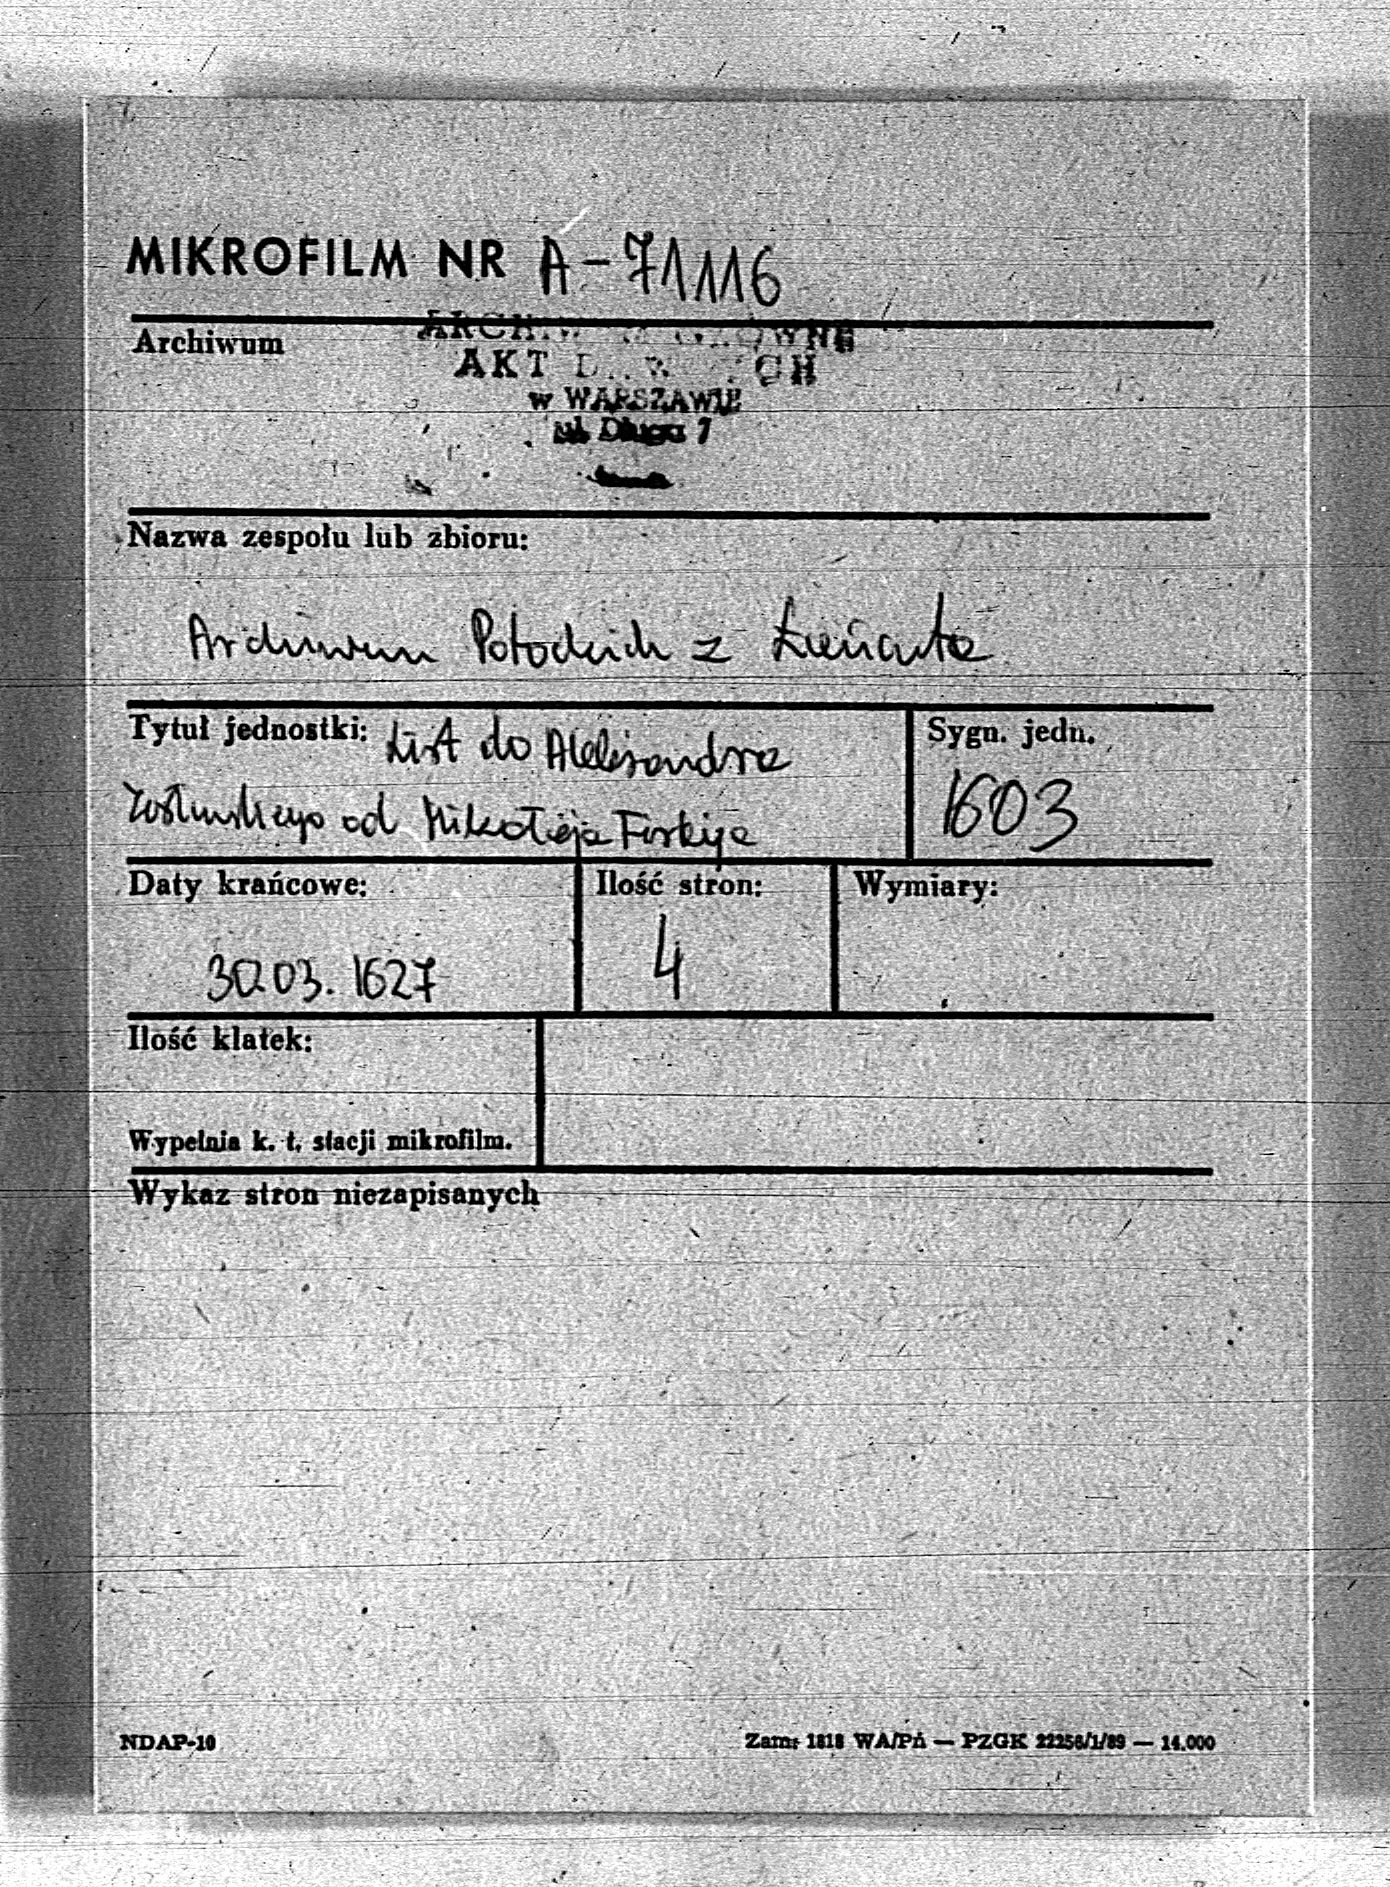 MIKROFILM NR A-71116
Archiwum
AKT
w WARSZAWIE
ul. Długa 7
Nazwa zespołu lub zbioru:
Archiwum Potockich z Łańcuta
Tytuł jednostki: List do Aleksandra
od Mikołaja
Sygn. jedn.
1603
Daty krańcowe:
30.03.1627
Ilość stron:
4
Wymiary:
Ilość klatek:
Wypełnia k. t. stacji mikrofilm.
Wykaz stron niezapisanych
NDAP-10
Zam. 1818 WA/Pń — PZGK 22256/1/89 — 14.000